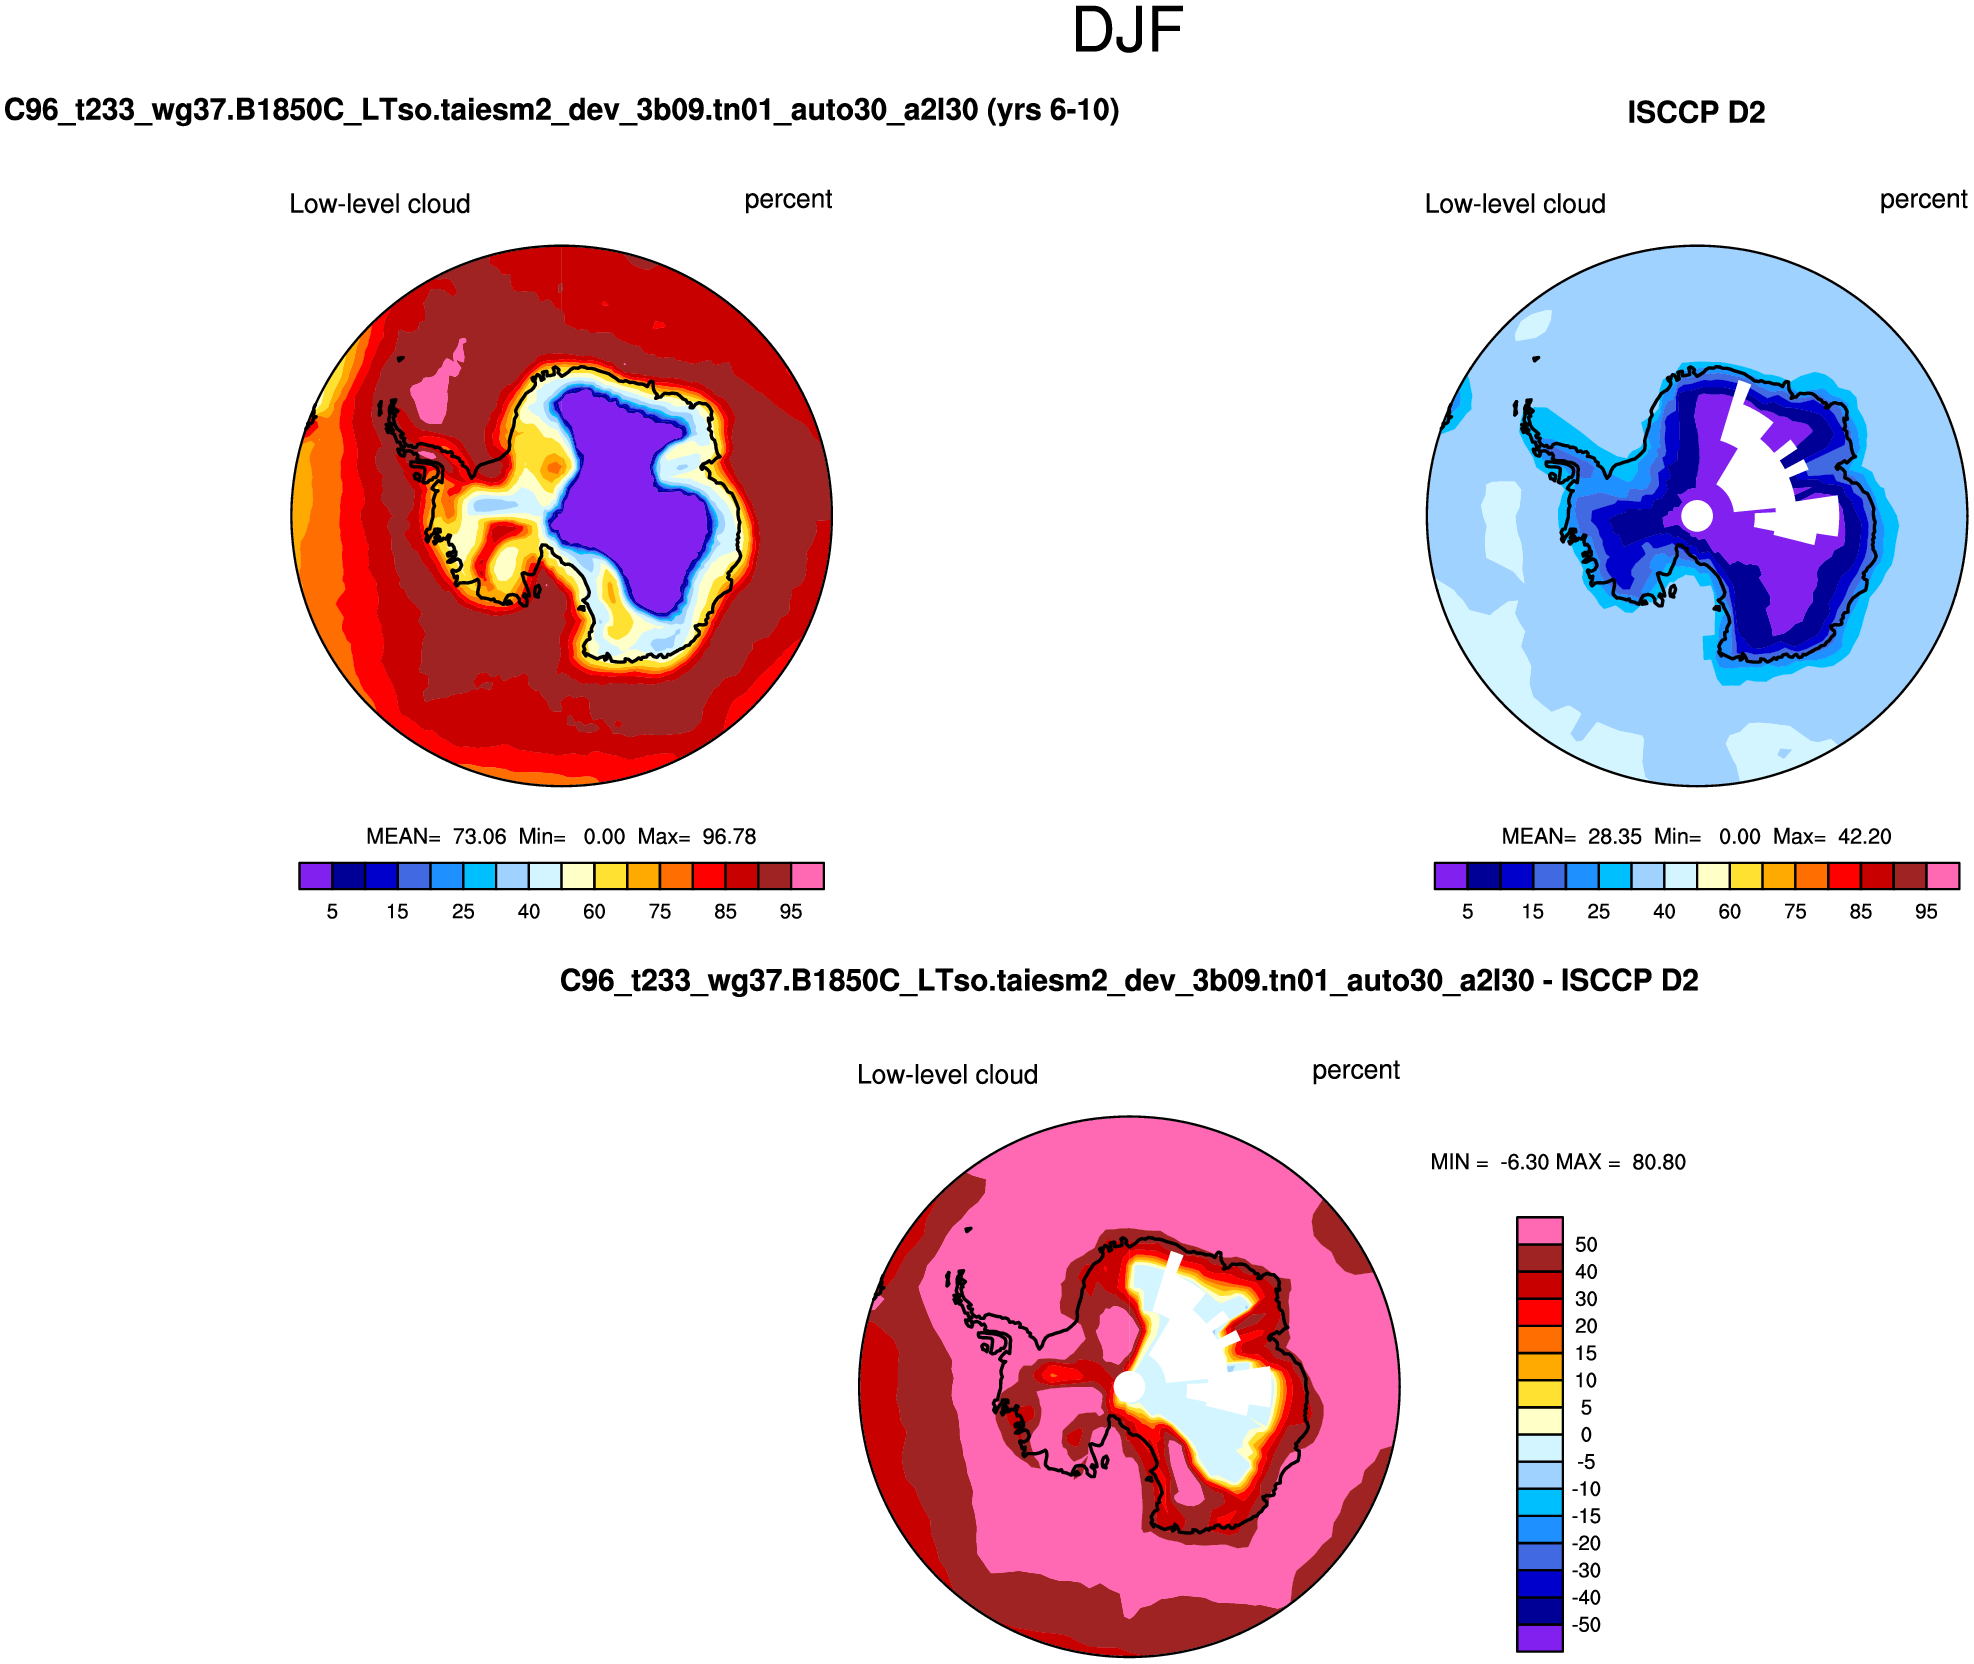 DJF
C96_t233_wg37.B1850C_LTso.taiesm2_dev_3b09.tn01_auto30_a2l30 (yrs 6-10)
ISCCP D2
Low-level cloud percent
Low-level cloud percent
MEAN= 73.06 Min= 0.00 Max= 96.78
5 15 25 40 60 75 85 95
MEAN= 28.35 Min= 0.00 Max= 42.20
5 15 25 40 60 75 85 95
C96_t233_wg37.B1850C_LTso.taiesm2_dev_3b09.tn01_auto30_a2l30 - ISCCP D2
Low-level cloud percent
MIN = -6.30 MAX = 80.80
50
40
30
20
15
10
5
0
-5
-10
-15
-20
-30
-40
-50